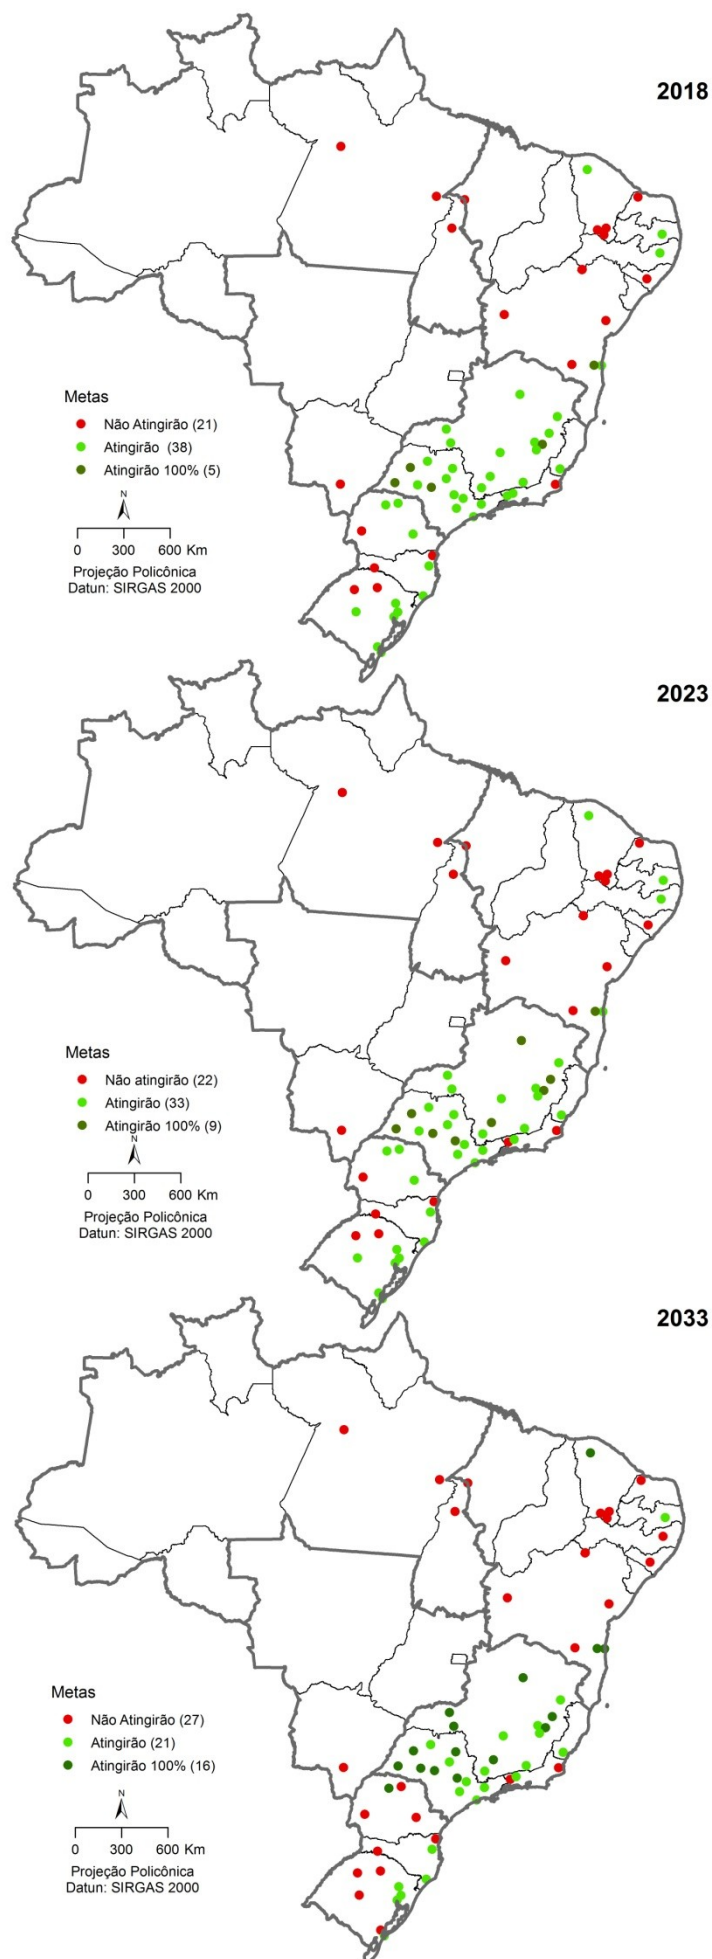 2018
Metas
Não Atingirão (21)
Atingirão (38)
Atingirão 100% (5)
N
0 300 600 Km
Projeção Policônica
Datun: SIRGAS 2000
2023
Metas
Não atingirão (22)
Atingirão (33)
Atingirão 100% (9)
N
0 300 600 Km
Projeção Policônica
Datun: SIRGAS 2000
2033
Metas
Não Atingirão (27)
Atingirão (21)
Atingirão 100% (16)
N
0 300 600 Km
Projeção Policônica
Datun: SIRGAS 2000